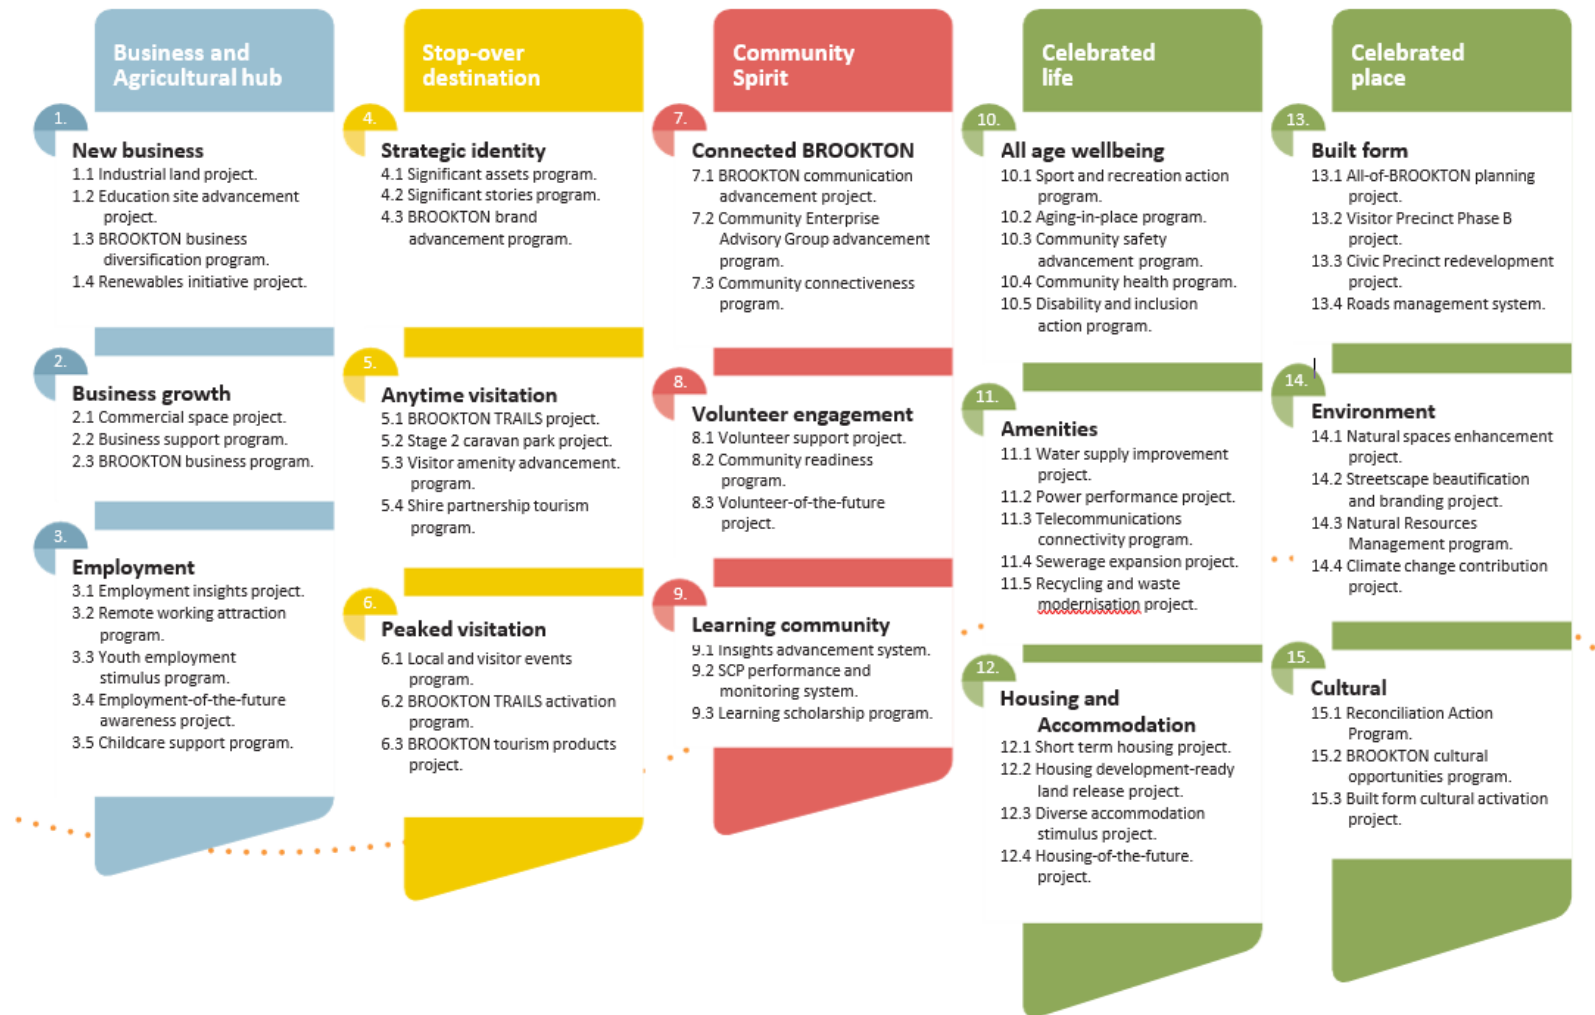 Business and
Agricultural hub
1.
New business
1.1 Industrial land project.
1.2 Education site advancement
project.
1.3 BROOKTON business
diversification program.
1.4 Renewables initiative project.
2.
Business growth
2.1 Commercial space project.
2.2 Business support program.
2.3 BROOKTON business program.
3.
Employment
3.1 Employment insights project.
3.2 Remote working attraction
program.
3.3 Youth employment
stimulus program.
3.4 Employment-of-the-future
awareness project.
3.5 Childcare support program.
Stop-over
destination
4.
Strategic identity
4.1 Significant assets program.
4.2 Significant stories program.
4.3 BROOKTON brand
advancement program.
5.
Anytime visitation
5.1 BROOKTON TRAILS project.
5.2 Stage 2 caravan park project.
5.3 Visitor amenity advancement.
program.
5.4 Shire partnership tourism
program.
6.
Peaked visitation
6.1 Local and visitor events
program.
6.2 BROOKTON TRAILS activation
program.
6.3 BROOKTON tourism products
project.
Community
Spirit
7.
Connected BROOKTON
7.1 BROOKTON communication
advancement project.
7.2 Community Enterprise
Advisory Group advancement
program.
7.3 Community connectiveness
program.
8.
Volunteer engagement
8.1 Volunteer support project.
8.2 Community readiness
program.
8.3 Volunteer-of-the-future
project.
9.
Learning community
9.1 Insights advancement system.
9.2 SCP performance and
monitoring system.
9.3 Learning scholarship program.
Celebrated
life
10.
All age wellbeing
10.1 Sport and recreation action
program.
10.2 Aging-in-place program.
10.3 Community safety
advancement program.
10.4 Community health program.
10.5 Disability and inclusion
action program.
11.
Amenities
11.1 Water supply improvement
project.
11.2 Power performance project.
11.3 Telecommunications
connectivity program.
11.4 Sewerage expansion project.
11.5 Recycling and waste
modernisation project.
12.
Housing and
Accommodation
12.1 Short term housing project.
12.2 Housing development-ready
land release project.
12.3 Diverse accommodation
stimulus project.
12.4 Housing-of-the-future.
project.
Celebrated
place
13.
Built form
13.1 All-of-BROOKTON planning
project.
13.2 Visitor Precinct Phase B
project.
13.3 Civic Precinct redevelopment
project.
13.4 Roads management system.
14.
Environment
14.1 Natural spaces enhancement
project.
14.2 Streetscape beautification
and branding project.
14.3 Natural Resources
Management program.
14.4 Climate change contribution
project.
15.
Cultural
15.1 Reconciliation Action
Program.
15.2 BROOKTON cultural
opportunities program.
15.3 Built form cultural activation
project.